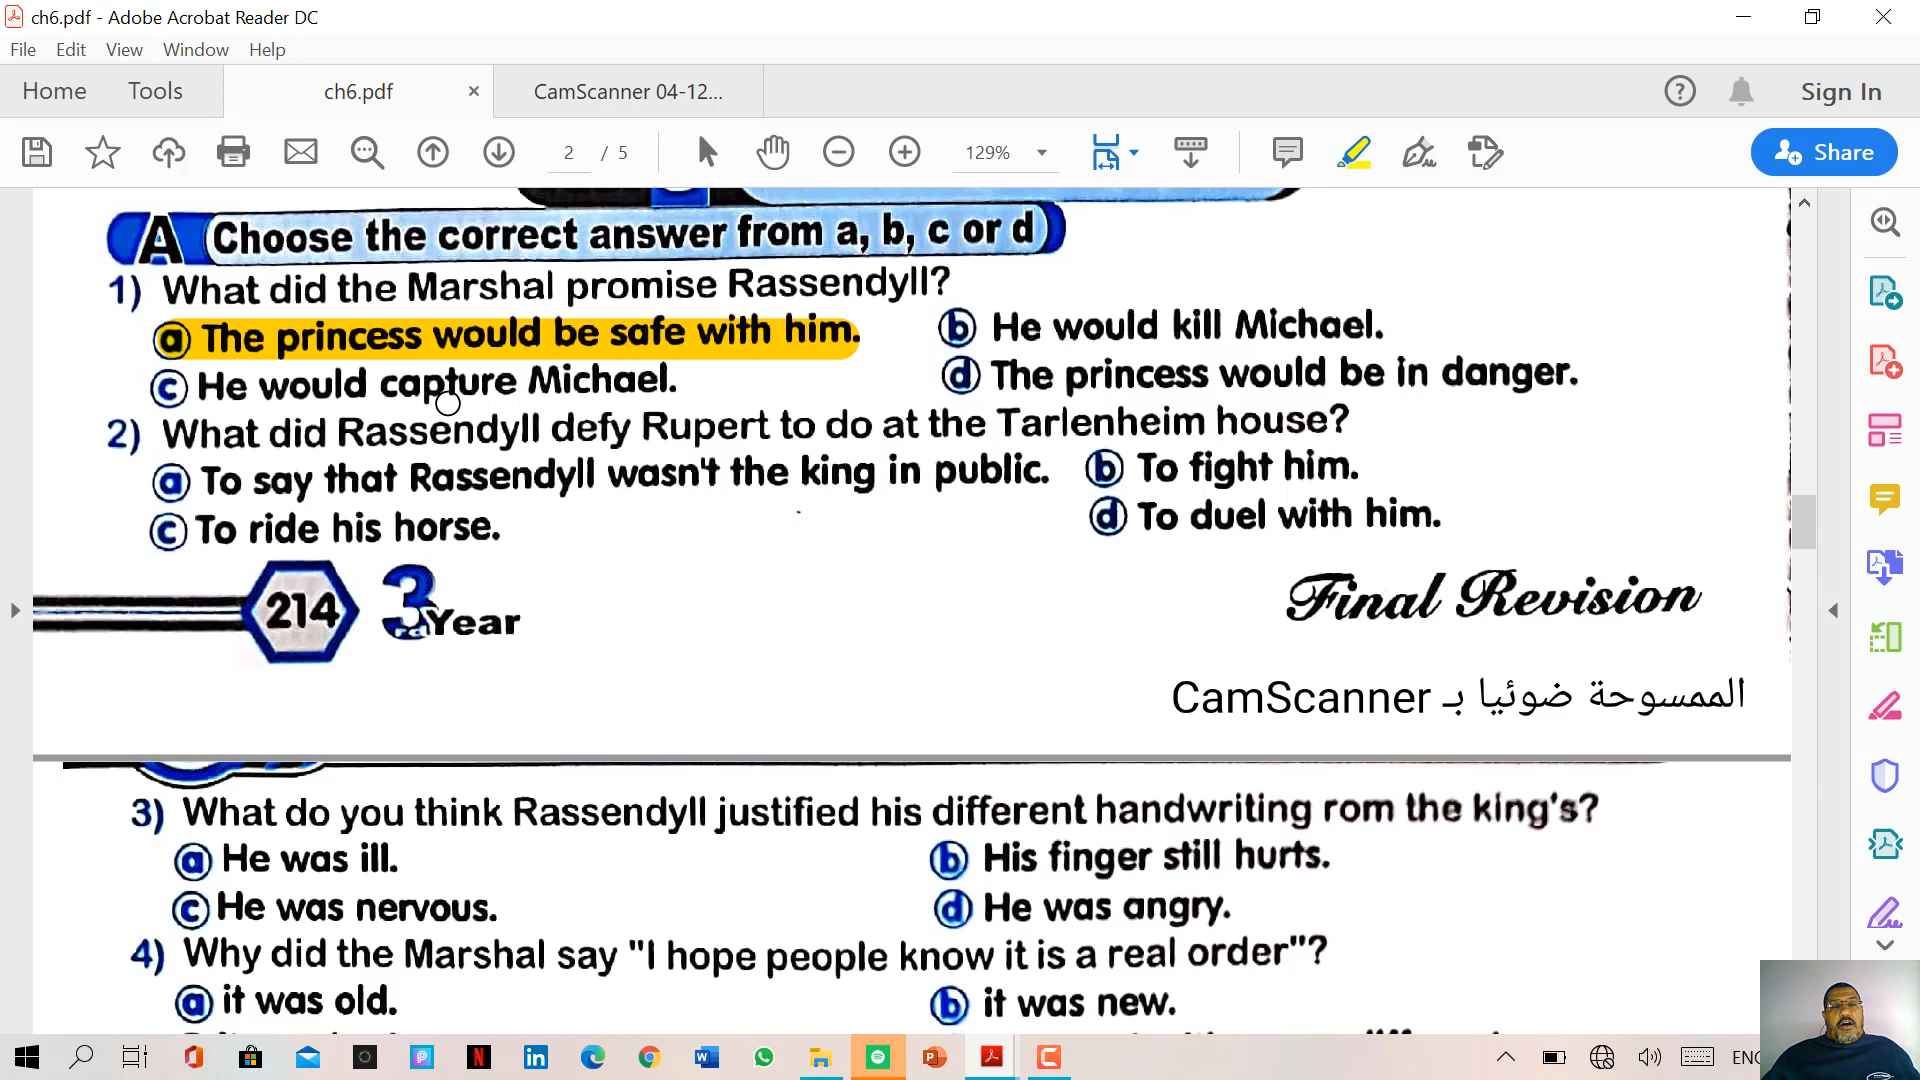 ch6.pdf - Adobe Acrobat Reader DC
File Edit View Window Help
Home Tools ch6.pdf × CamScanner 04-12... Sign In
2 / 5 129% Share
A Choose the correct answer from a, b, c or d
1) What did the Marshal promise Rassendyll?
a The princess would be safe with him. b He would kill Michael.
c He would capture Michael. d The princess would be in danger.
2) What did Rassendyll defy Rupert to do at the Tarlenheim house?
a To say that Rassendyll wasn't the king in public. b To fight him.
c To ride his horse. d To duel with him.
214 3rd Year Final Revision
الممسوحة ضوئيا بـ CamScanner
3) What do you think Rassendyll justified his different handwriting rom the king's?
a He was ill. b His finger still hurts.
c He was nervous. d He was angry.
4) Why did the Marshal say "I hope people know it is a real order"?
a it was old. b it was new.
ENG